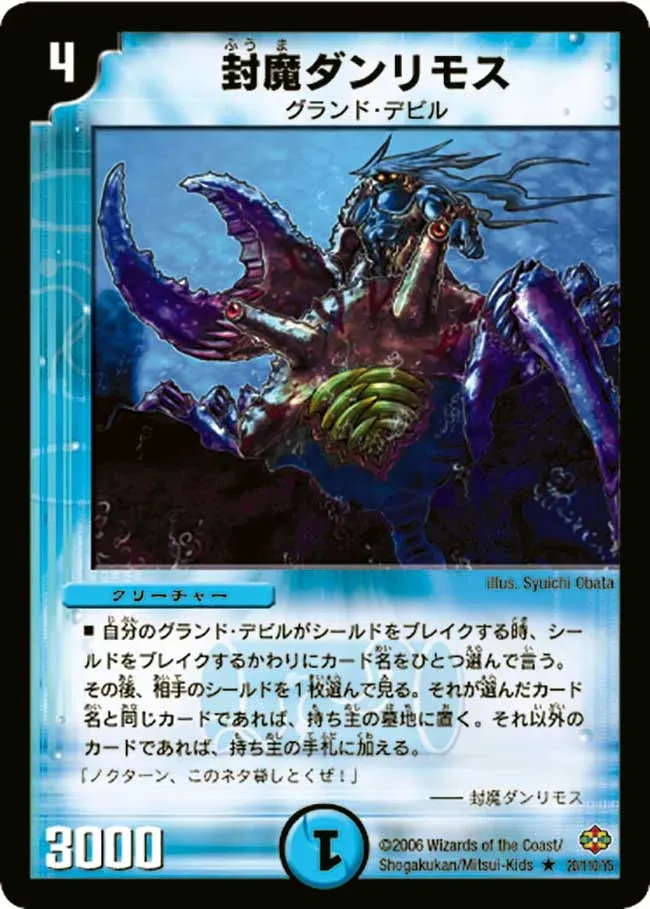 4
ふう ま
封魔ダンリモス
グランド・デビル
illus. Syuichi Obata
クリーチャー
■ 自分のグランド・デビルがシールドをブレイクする時、シー
ルドをブレイクするかわりにカード名をひとつ選んで言う。
その後、相手のシールドを1枚選んで見る。それが選んだカード
名と同じカードであれば、持ち主の墓地に置く。それ以外の
カードであれば、持ち主の手札に加える。
「ノクターン、このネタ尋しとくぜ！」
―― 封魔ダンリモス
3000
1
©2006 Wizards of the Coast/
Shogakukan/Mitsui-Kids ★ 20/110 Y5